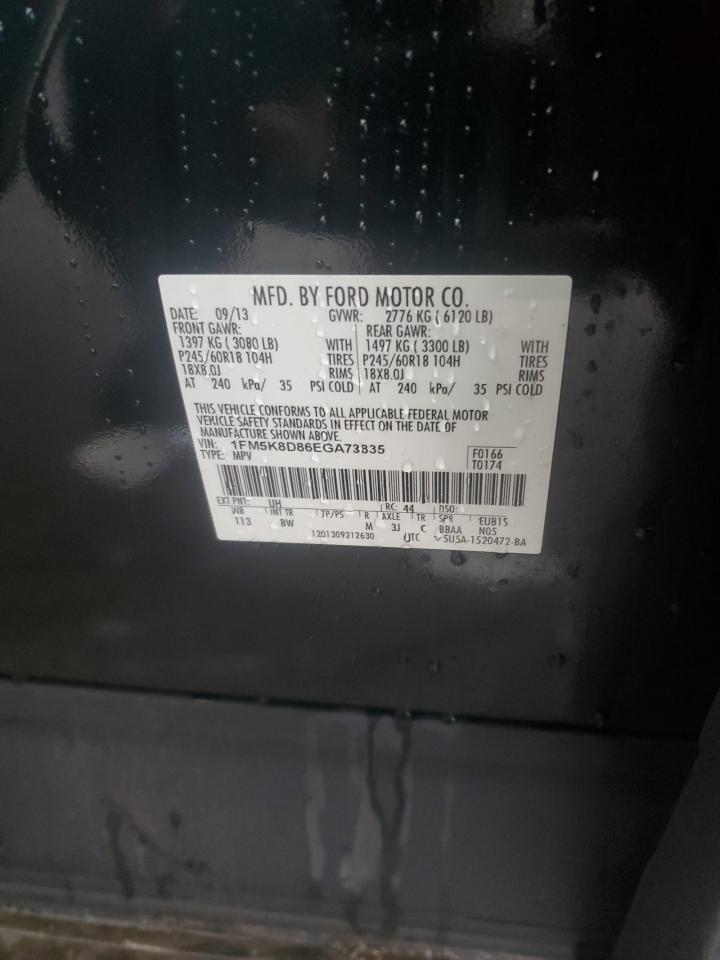 MFD. BY FORD MOTOR CO.
DATE: 09/13 GVWR: 2776 KG ( 6120 LB)
FRONT GAWR: REAR GAWR:
1397 KG ( 3080 LB) WITH 1497 KG ( 3300 LB) WITH
P245/60R18 104H TIRES P245/60R18 104H TIRES
18X8.0J RIMS 18X8.0J RIMS
AT 240 kPa/ 35 PSI COLD AT 240 kPa/ 35 PSI COLD
THIS VEHICLE CONFORMS TO ALL APPLICABLE FEDERAL MOTOR
VEHICLE SAFETY STANDARDS IN EFFECT ON THE DATE OF
MANUFACTURE SHOWN ABOVE.
VIN: 1FM5K8D86EGA73835 F0166
TYPE: MPV T0174
EXT PNT: UH RC: 44 DSO:
WB INT TR TP/PS R AXLE TR SPR EUB15
113 BW M 3J C BBAA N05
1201309212630 UTC 5U5A-1520472-BA